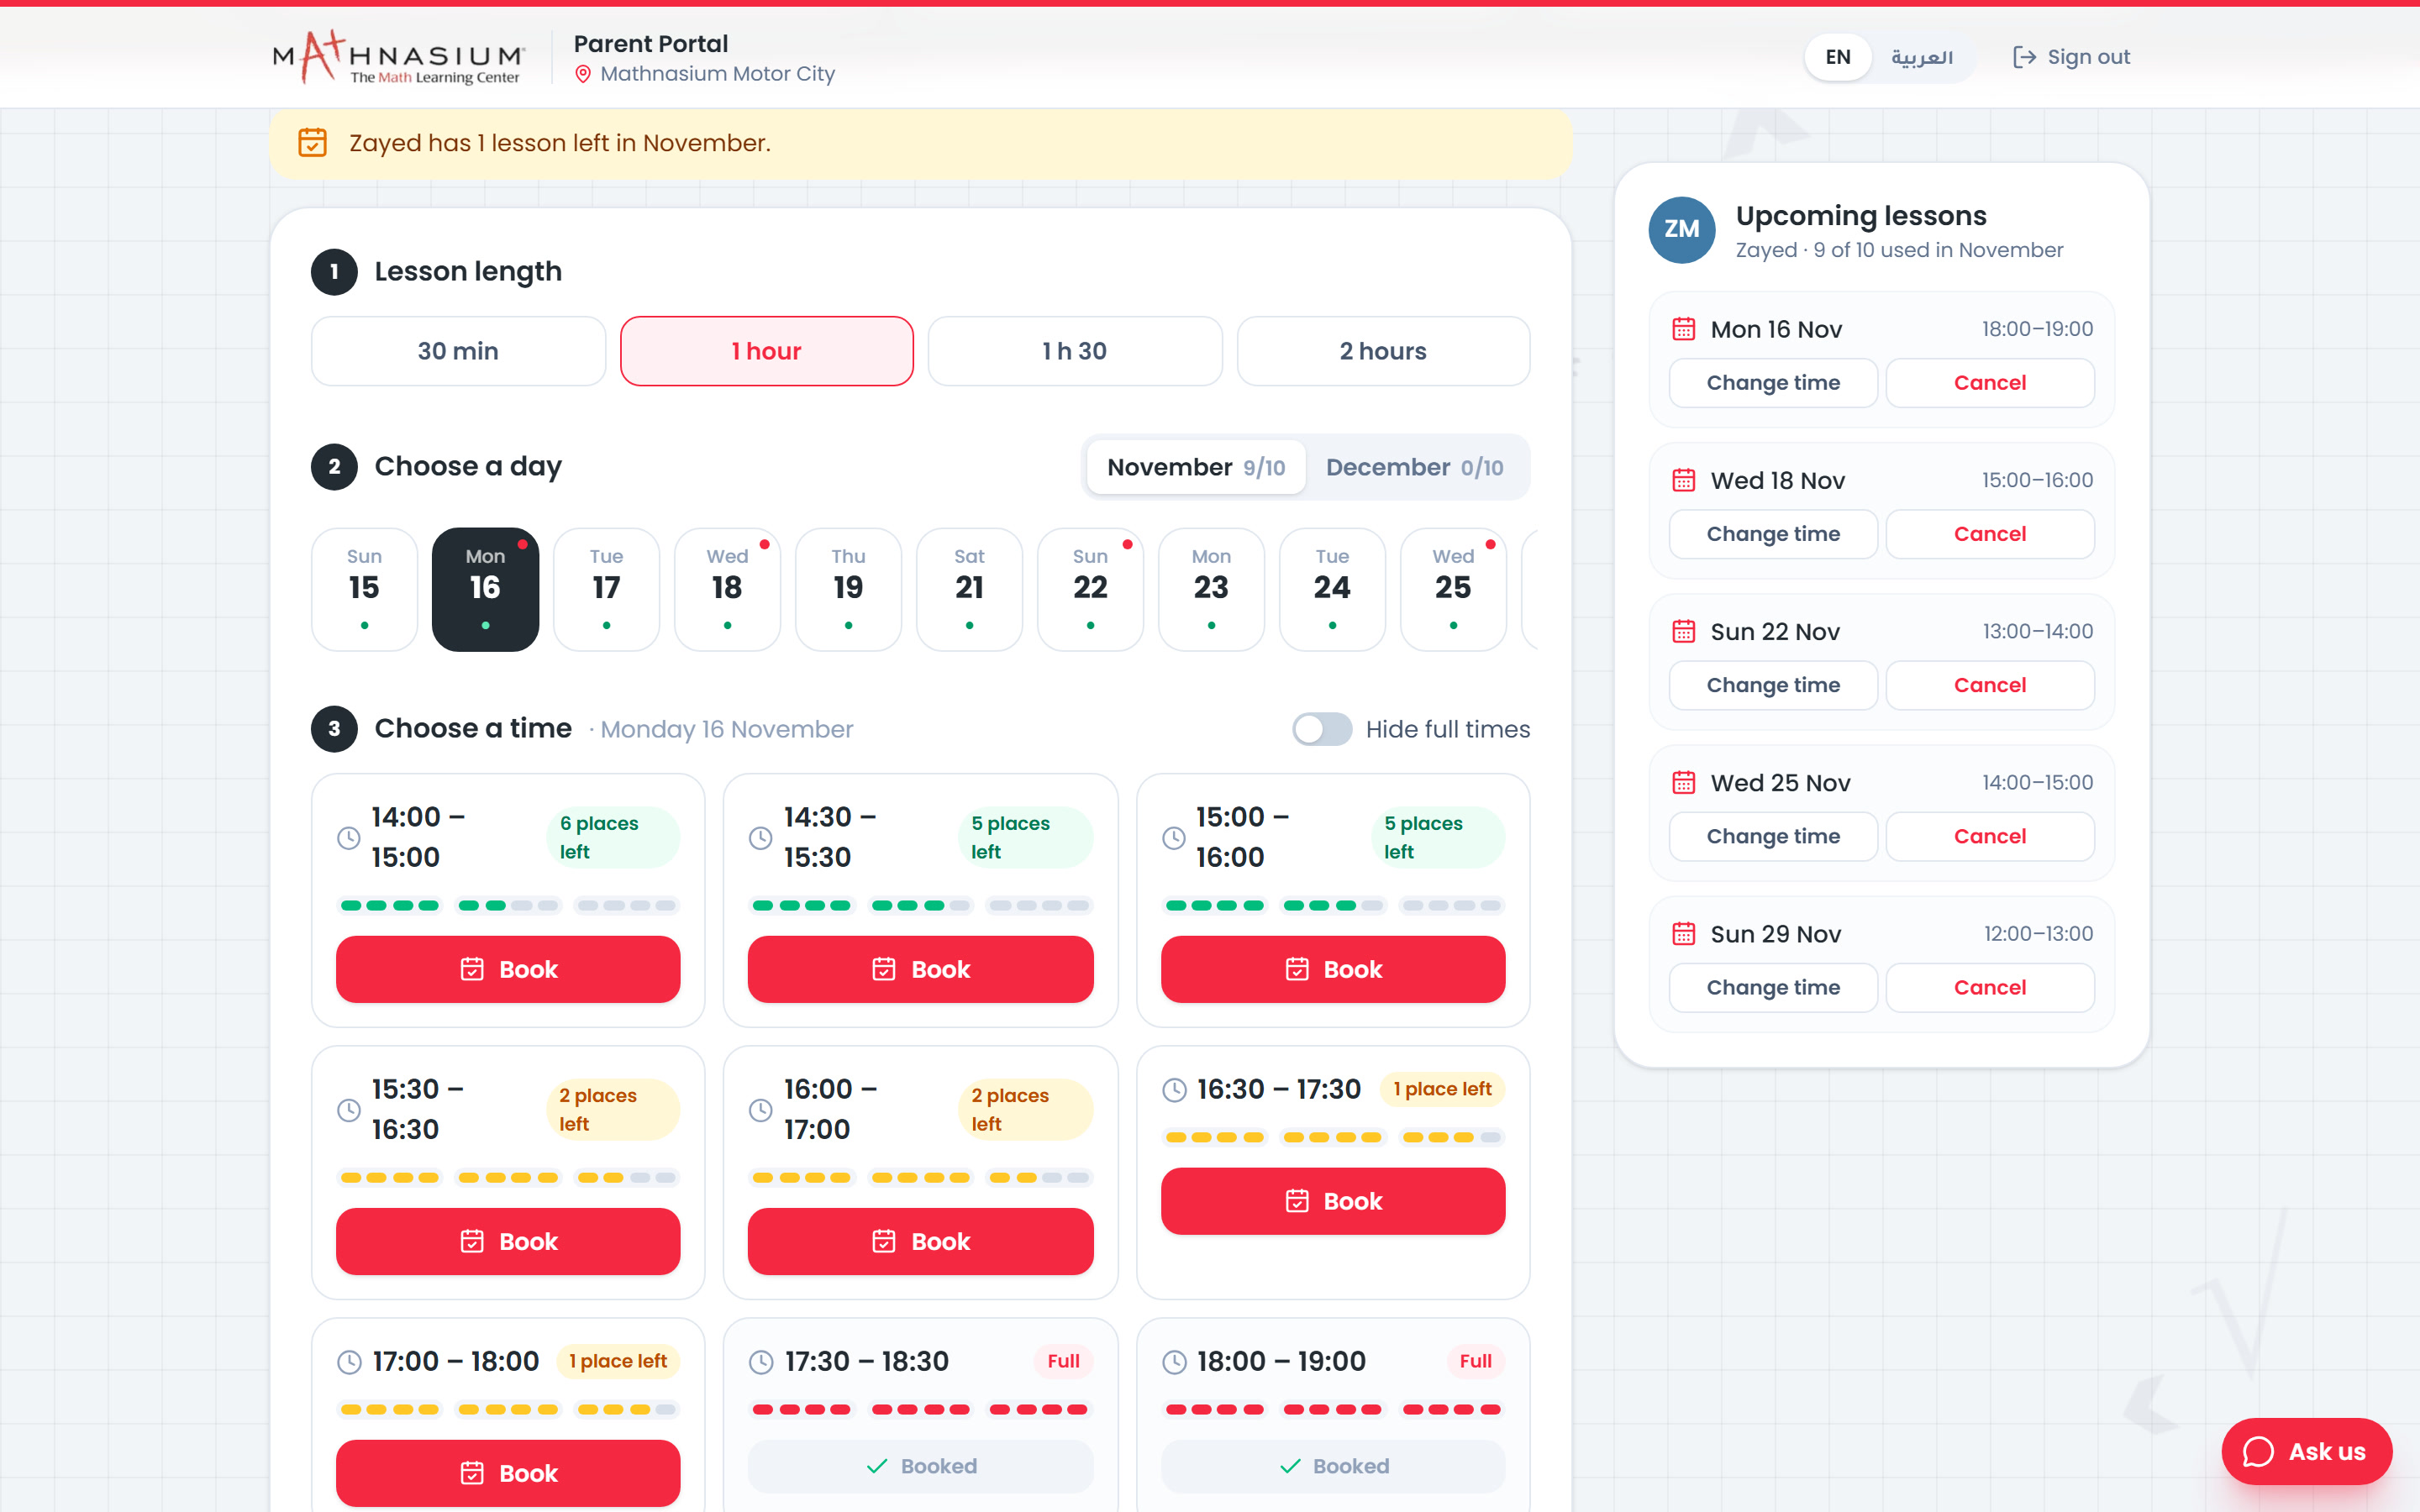 MATHNASIUM
The Math Learning Center
Parent Portal
Mathnasium Motor City
EN
العربية
Sign out
Zayed has 1 lesson left in November.
1 Lesson length
30 min
1 hour
1 h 30
2 hours
2 Choose a day
November 9/10
December 0/10
Sun
15
Mon
16
Tue
17
Wed
18
Thu
19
Sat
21
Sun
22
Mon
23
Tue
24
Wed
25
3 Choose a time · Monday 16 November
Hide full times
14:00 –
15:00
6 places
left
Book
14:30 –
15:30
5 places
left
Book
15:00 –
16:00
5 places
left
Book
15:30 –
16:30
2 places
left
Book
16:00 –
17:00
2 places
left
Book
16:30 – 17:30
1 place left
Book
17:00 – 18:00
1 place left
Book
17:30 – 18:30
Full
Booked
18:00 – 19:00
Full
Booked
ZM
Upcoming lessons
Zayed · 9 of 10 used in November
Mon 16 Nov
18:00–19:00
Change time
Cancel
Wed 18 Nov
15:00–16:00
Change time
Cancel
Sun 22 Nov
13:00–14:00
Change time
Cancel
Wed 25 Nov
14:00–15:00
Change time
Cancel
Sun 29 Nov
12:00–13:00
Change time
Cancel
√
Ask us